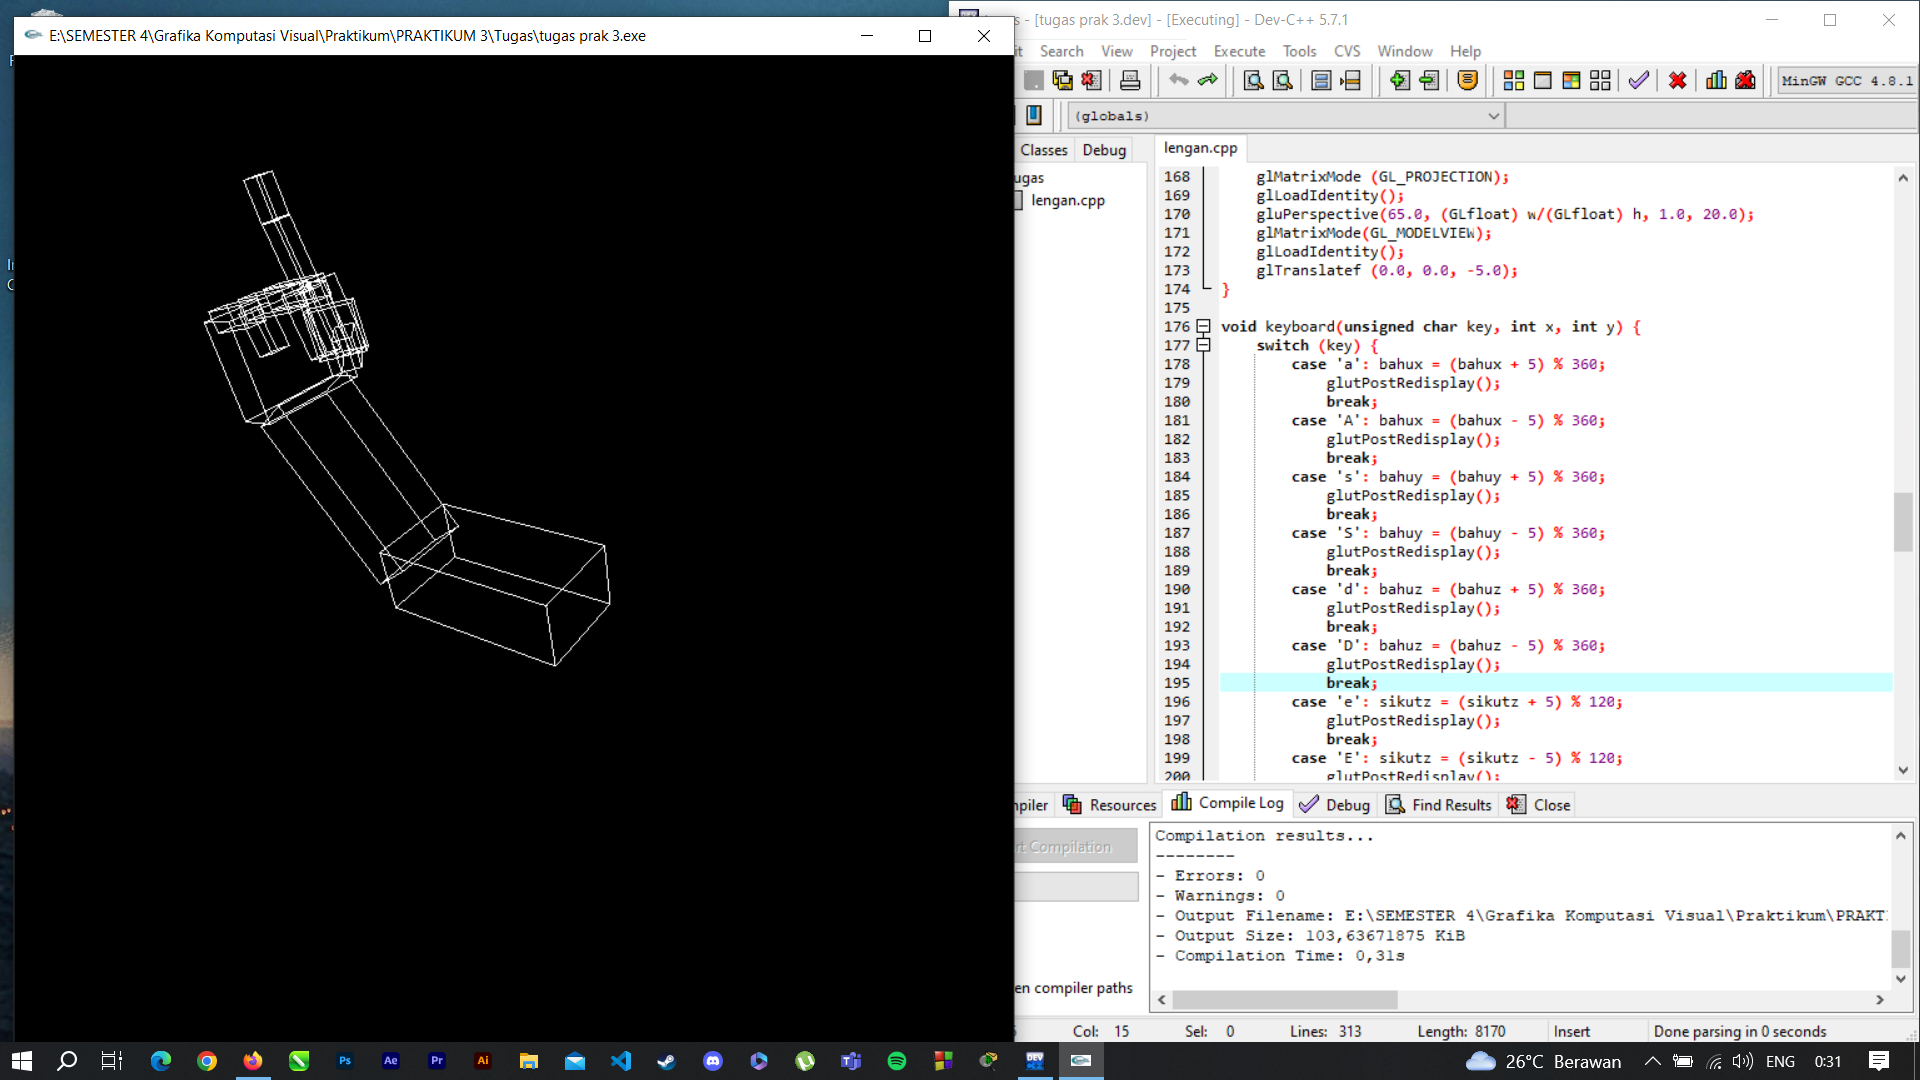 E:\SEMESTER 4\Grafika Komputasi Visual\Praktikum\PRAKTIKUM 3\Tugas\tugas prak 3.exe
- [tugas prak 3.dev] - [Executing] - Dev-C++ 5.7.1
Search View Project Execute Tools CVS Window Help
MinGW GCC 4.8.1
(globals)
Classes Debug
lengan.cpp
lengan.cpp
168 glMatrixMode (GL_PROJECTION);
169 glLoadIdentity();
170 gluPerspective(65.0, (GLfloat) w/(GLfloat) h, 1.0, 20.0);
171 glMatrixMode(GL_MODELVIEW);
172 glLoadIdentity();
173 glTranslatef (0.0, 0.0, -5.0);
174 }
175
176 void keyboard(unsigned char key, int x, int y) {
177 switch (key) {
178 case 'a': bahux = (bahux + 5) % 360;
179 glutPostRedisplay();
180 break;
181 case 'A': bahux = (bahux - 5) % 360;
182 glutPostRedisplay();
183 break;
184 case 's': bahuy = (bahuy + 5) % 360;
185 glutPostRedisplay();
186 break;
187 case 'S': bahuy = (bahuy - 5) % 360;
188 glutPostRedisplay();
189 break;
190 case 'd': bahuz = (bahuz + 5) % 360;
191 glutPostRedisplay();
192 break;
193 case 'D': bahuz = (bahuz - 5) % 360;
194 glutPostRedisplay();
195 break;
196 case 'e': sikutz = (sikutz + 5) % 120;
197 glutPostRedisplay();
198 break;
199 case 'E': sikutz = (sikutz - 5) % 120;
200 glutPostRedisplay();
Resources Compile Log Debug Find Results Close
Compilation
en compiler paths
Compilation results...
--------
- Errors: 0
- Warnings: 0
- Output Filename: E:\SEMESTER 4\Grafika Komputasi Visual\Praktikum\PRAKT
- Output Size: 103,63671875 KiB
- Compilation Time: 0,31s
Col: 15 Sel: 0 Lines: 313 Length: 8170 Insert Done parsing in 0 seconds
Ps Ae Pr Ai DEV 26°C Berawan ENG 0:31